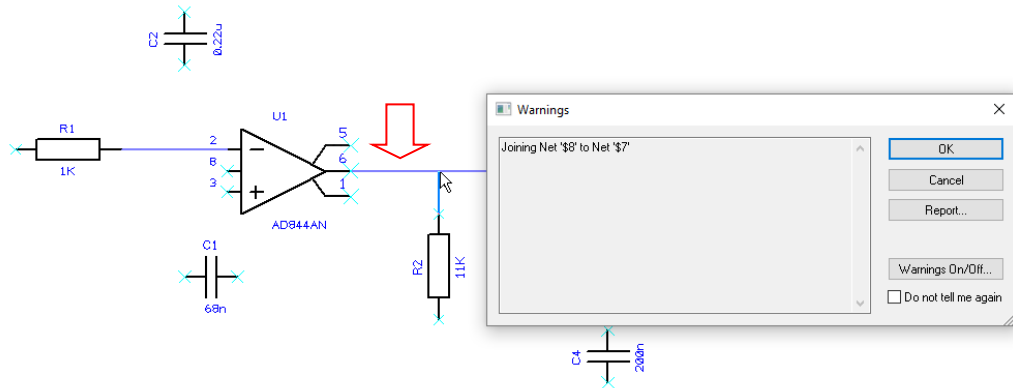 C2
0.22u
U1
R1
1K
2
8
3
5
6
1
AD844AN
C1
68n
R2
11K
C4
200n
Warnings
Joining Net '$8' to Net '$7'
OK
Cancel
Report...
Warnings On/Off...
Do not tell me again